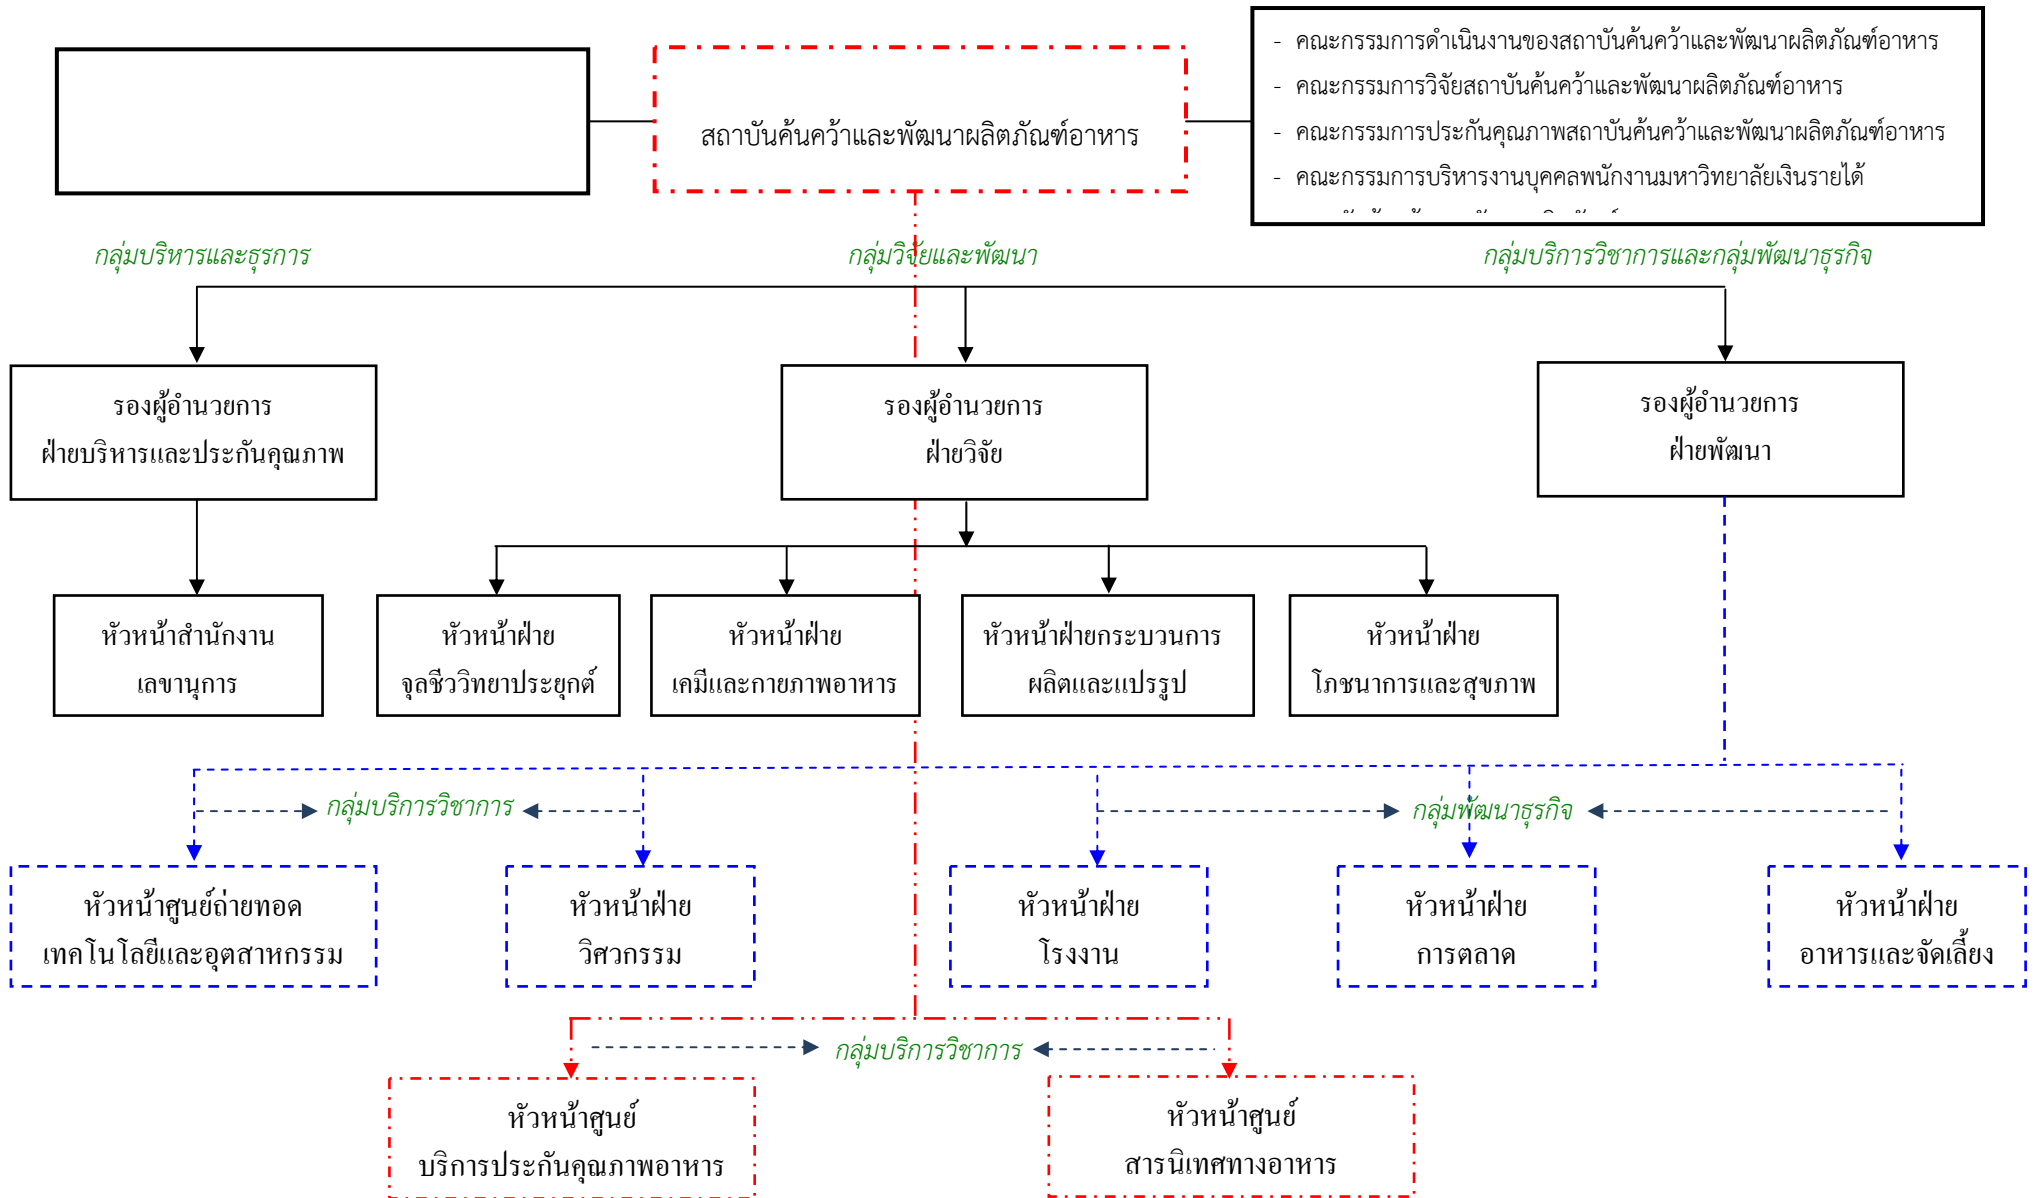 - คณะกรรมการดำเนินงานของสถาบันค้นคว้าและพัฒนาผลิตภัณฑ์อาหาร
- คณะกรรมการวิจัยสถาบันค้นคว้าและพัฒนาผลิตภัณฑ์อาหาร
สถาบันค้นคว้าและพัฒนาผลิตภัณฑ์อาหาร
- คณะกรรมการประกันคุณภาพสถาบันค้นคว้าและพัฒนาผลิตภัณฑ์อาหาร
- คณะกรรมการบริหารงานบุคคลพนักงานมหาวิทยาลัยเงินรายได้
กลุ่มบริหารและธุรการ
กลุ่มวิจัยและพัฒนา
กลุ่มบริการวิชาการและกลุ่มพัฒนาธุรกิจ
รองผู้อำนวยการ
ฝ่ายบริหารและประกันคุณภาพ
รองผู้อำนวยการ
ฝ่ายวิจัย
รองผู้อำนวยการ
ฝ่ายพัฒนา
หัวหน้าสำนักงาน
เลขานุการ
หัวหน้าฝ่าย
จุลชีววิทยาประยุกต์
หัวหน้าฝ่าย
เคมีและกายภาพอาหาร
หัวหน้าฝ่ายกระบวนการ
ผลิตและแปรรูป
หัวหน้าฝ่าย
โภชนาการและสุขภาพ
กลุ่มบริการวิชาการ
กลุ่มพัฒนาธุรกิจ
หัวหน้าศูนย์ถ่ายทอด
เทคโนโลยีและอุตสาหกรรม
หัวหน้าฝ่าย
วิศวกรรม
หัวหน้าฝ่าย
โรงงาน
หัวหน้าฝ่าย
การตลาด
หัวหน้าฝ่าย
อาหารและจัดเลี้ยง
กลุ่มบริการวิชาการ
หัวหน้าศูนย์
บริการประกันคุณภาพอาหาร
หัวหน้าศูนย์
สารนิเทศทางอาหาร